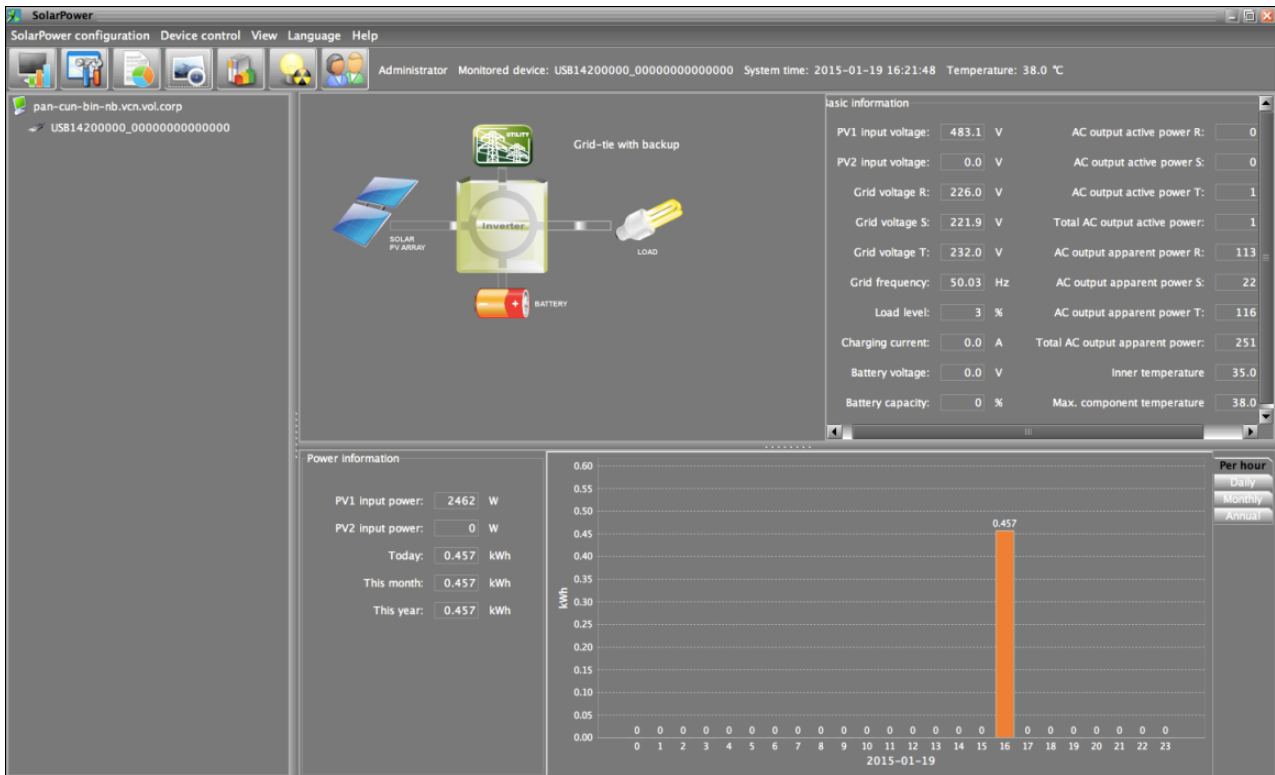 SolarPower
SolarPower configuration Device control View Language Help
Administrator Monitored device: USB14200000_00000000000000 System time: 2015-01-19 16:21:48 Temperature: 38.0 ℃
pan-cun-bin-nb.vcn.vol.corp
USB14200000_00000000000000
UTILITY
Grid-tie with backup
Inverter
SOLAR
PV ARRAY
LOAD
BATTERY
asic information
PV1 input voltage: 483.1 V AC output active power R: 0
PV2 input voltage: 0.0 V AC output active power S: 0
Grid voltage R: 226.0 V AC output active power T: 1
Grid voltage S: 221.9 V Total AC output active power: 1
Grid voltage T: 232.0 V AC output apparent power R: 113
Grid frequency: 50.03 Hz AC output apparent power S: 22
Load level: 3 % AC output apparent power T: 116
Charging current: 0.0 A Total AC output apparent power: 251
Battery voltage: 0.0 V Inner temperature 35.0
Battery capacity: 0 % Max. component temperature 38.0
Power information
PV1 input power: 2462 W
PV2 input power: 0 W
Today: 0.457 kWh
This month: 0.457 kWh
This year: 0.457 kWh
kWh
0.60
0.55
0.50
0.45
0.40
0.35
0.30
0.25
0.20
0.15
0.10
0.05
0.00
0.457
0 0 0 0 0 0 0 0 0 0 0 0 0 0 0 0 0 0 0 0 0 0 0
0 1 2 3 4 5 6 7 8 9 10 11 12 13 14 15 16 17 18 19 20 21 22 23
2015-01-19
Per hour
Daily
Monthly
Annual